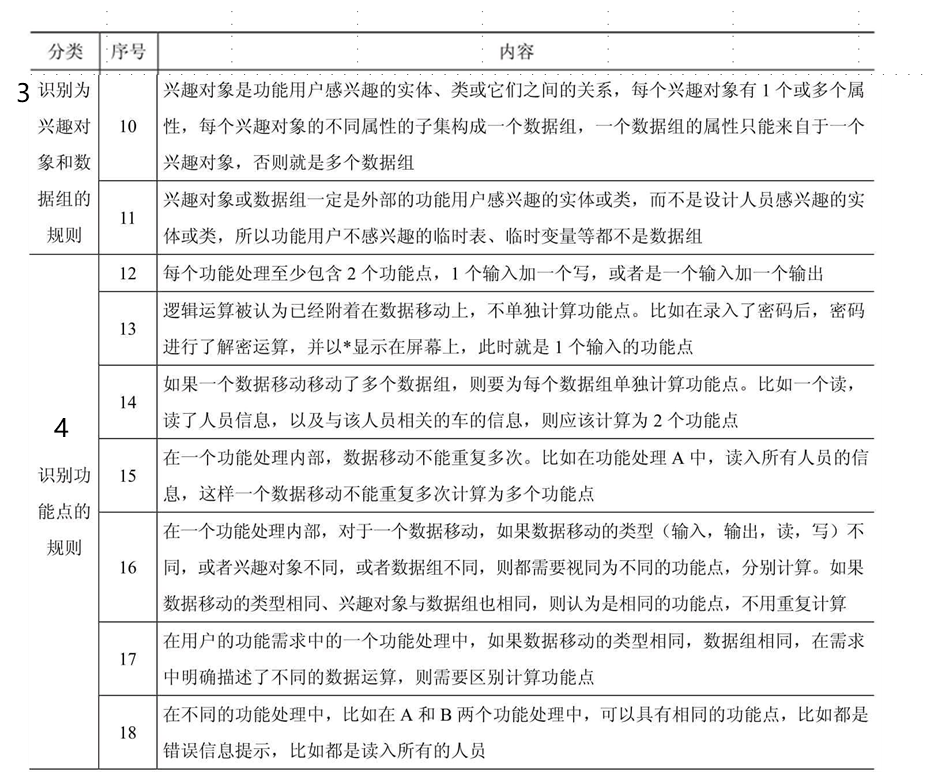 分类 序号 内容
3 识别为兴趣对象和数据组的规则
10
兴趣对象是功能用户感兴趣的实体、类或它们之间的关系，每个兴趣对象有 1 个或多个属
性，每个兴趣对象的不同属性的子集构成一个数据组，一个数据组的属性只能来自于一个
兴趣对象，否则就是多个数据组
11
兴趣对象或数据组一定是外部的功能用户感兴趣的实体或类，而不是设计人员感兴趣的实
体或类，所以功能用户不感兴趣的临时表、临时变量等都不是数据组
4
识别功
能点的
规则
12
每个功能处理至少包含 2 个功能点，1 个输入加一个写，或者是一个输入加一个输出
13
逻辑运算被认为已经附着在数据移动上，不单独计算功能点。比如在录入了密码后，密码
进行了解密运算，并以*显示在屏幕上，此时就是 1 个输入的功能点
14
如果一个数据移动移动了多个数据组，则要为每个数据组单独计算功能点。比如一个读，
读了人员信息，以及与该人员相关的车的信息，则应该计算为 2 个功能点
15
在一个功能处理内部，数据移动不能重复多次。比如在功能处理 A 中，读入所有人员的信
息，这样一个数据移动不能重复多次计算为多个功能点
16
在一个功能处理内部，对于一个数据移动，如果数据移动的类型（输入，输出，读，写）不
同，或者兴趣对象不同，或者数据组不同，则都需要视同为不同的功能点，分别计算。如果
数据移动的类型相同、兴趣对象与数据组也相同，则认为是相同的功能点，不用重复计算
17
在用户的功能需求中的一个功能处理中，如果数据移动的类型相同，数据组相同，在需求
中明确描述了不同的数据运算，则需要区别计算功能点
18
在不同的功能处理中，比如在 A 和 B 两个功能处理中，可以具有相同的功能点，比如都是
错误信息提示，比如都是读入所有的人员